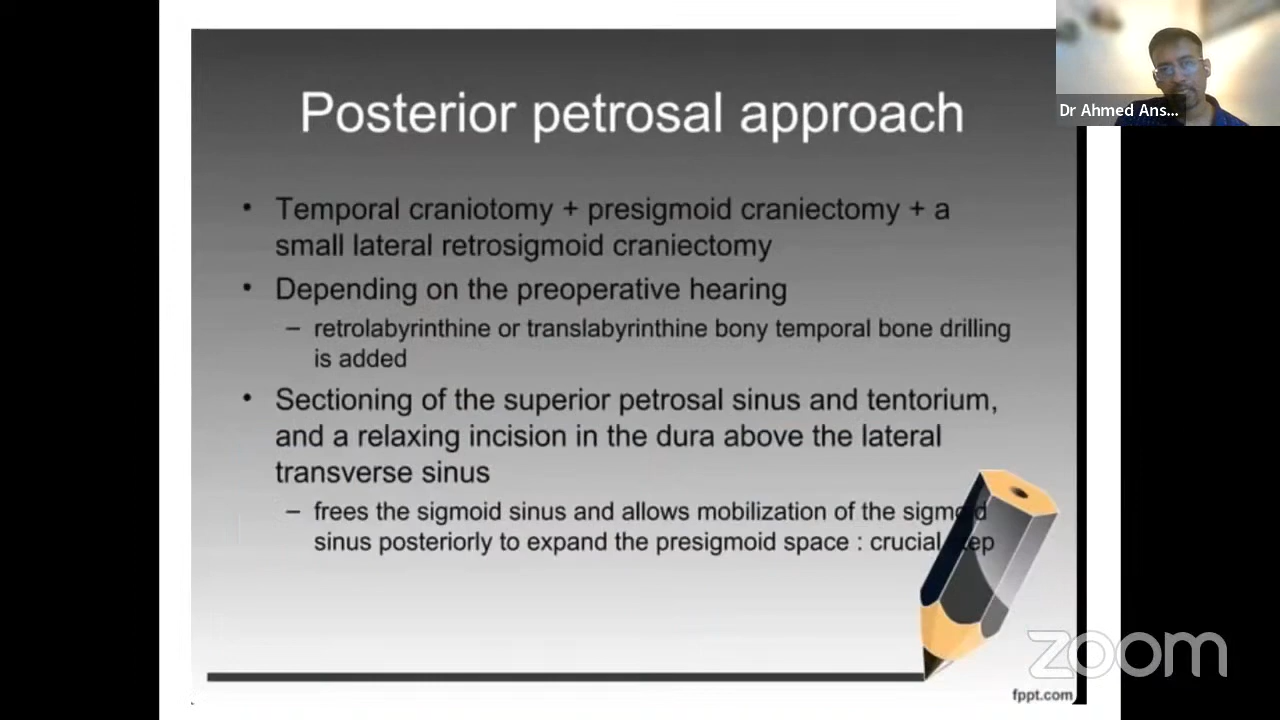 Posterior petrosal approach
Dr Ahmed Ans...
• Temporal craniotomy + presigmoid craniectomy + a
small lateral retrosigmoid craniectomy
• Depending on the preoperative hearing
– retrolabyrinthine or translabyrinthine bony temporal bone drilling
is added
• Sectioning of the superior petrosal sinus and tentorium,
and a relaxing incision in the dura above the lateral
transverse sinus
– frees the sigmoid sinus and allows mobilization of the sigmoid
sinus posteriorly to expand the presigmoid space : crucial step
zoom
fppt.com